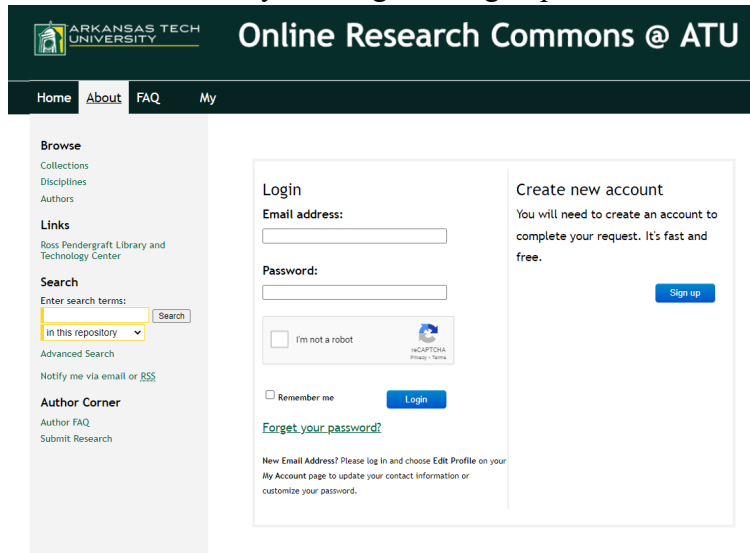 ARKANSAS TECH
UNIVERSITY
Online Research Commons @ ATU
Home About FAQ My
Browse
Collections
Disciplines
Authors
Links
Ross Pendergraft Library and
Technology Center
Search
Enter search terms:
Search
in this repository
Advanced Search
Notify me via email or RSS
Author Corner
Author FAQ
Submit Research
Login
Email address:
Password:
I'm not a robot
reCAPTCHA
Privacy - Terms
Remember me
Login
Forget your password?
New Email Address? Please log in and choose Edit Profile on your
My Account page to update your contact information or
customize your password.
Create new account
You will need to create an account to
complete your request. It's fast and
free.
Sign up